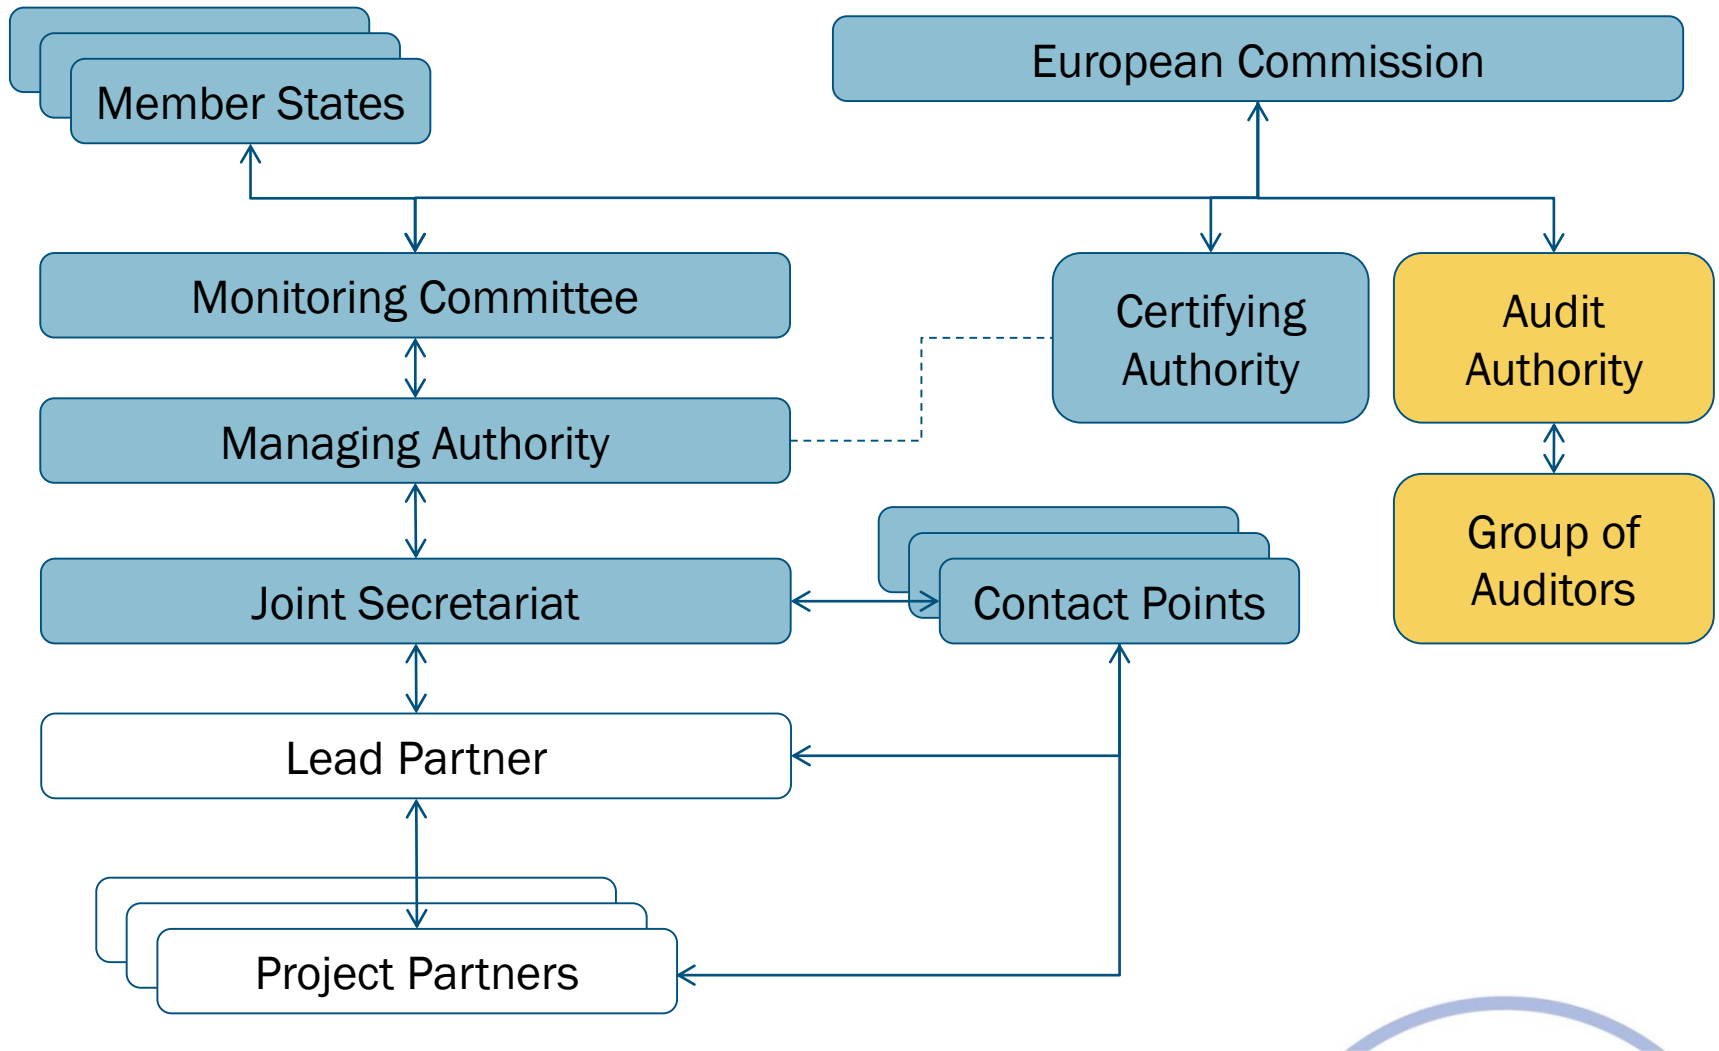 Member States
European Commission
Monitoring Committee
Certifying
Authority
Audit
Authority
Managing Authority
Joint Secretariat
Contact Points
Group of
Auditors
Lead Partner
Project Partners